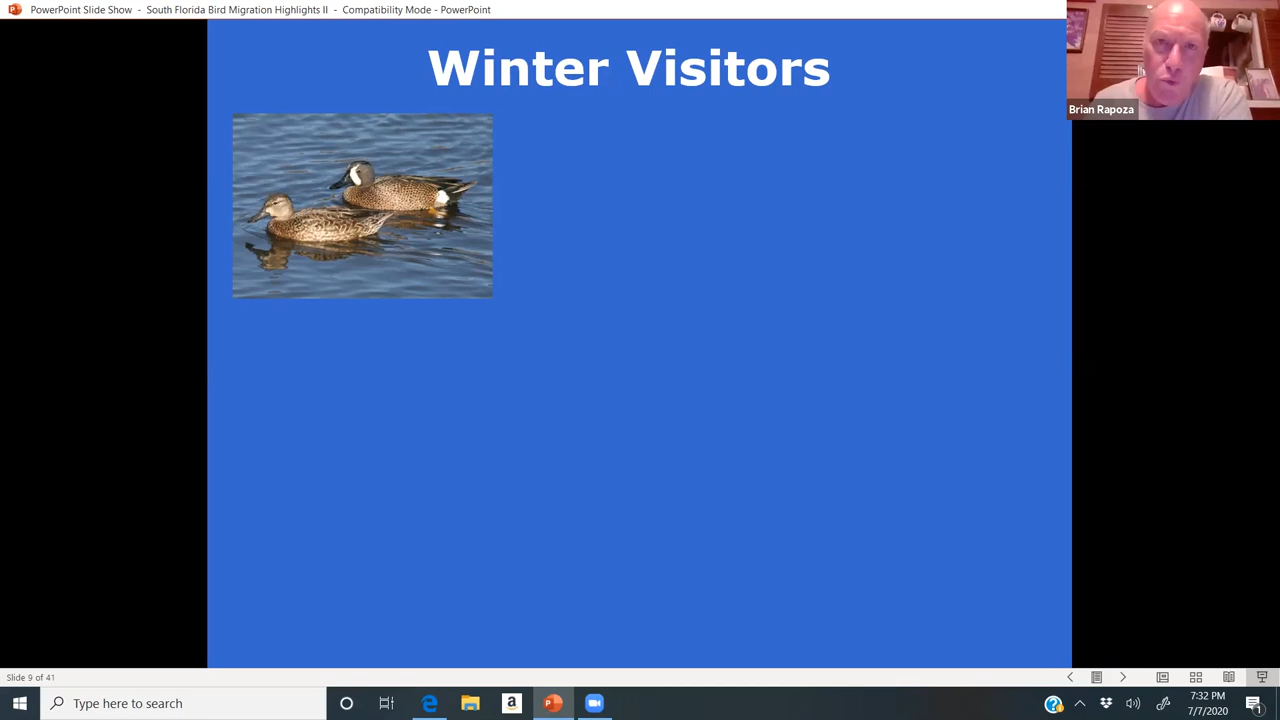 PowerPoint Slide Show - South Florida Bird Migration Highlights II - Compatibility Mode - PowerPoint
Winter Visitors
Brian Rapoza
Slide 9 of 41
Type here to search
7:32 PM
7/7/2020